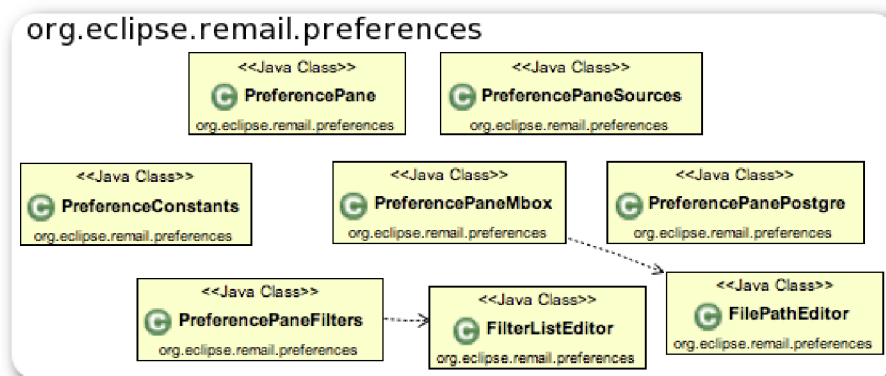 org.eclipse.remail.preferences
<<Java Class>>
C PreferencePane
org.eclipse.remail.preferences
<<Java Class>>
C PreferencePaneSources
org.eclipse.remail.preferences
<<Java Class>>
C PreferenceConstants
org.eclipse.remail.preferences
<<Java Class>>
C PreferencePaneMbox
org.eclipse.remail.preferences
<<Java Class>>
C PreferencePanePostgre
org.eclipse.remail.preferences
<<Java Class>>
C PreferencePaneFilters
org.eclipse.remail.preferences
<<Java Class>>
C FilterListEditor
org.eclipse.remail.preferences
<<Java Class>>
C FilePathEditor
org.eclipse.remail.preferences